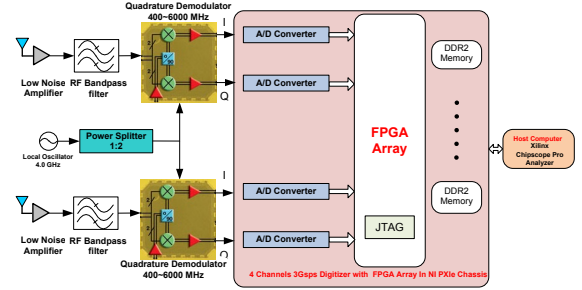 Quadrature Demodulator
400~6000 MHz
I
A/D Converter
Low Noise
Amplifier
RF Bandpass
filter
Q
A/D Converter
DDR2
Memory
FPGA
Array
Power Splitter
1:2
Local Oscillator
4.0 GHz
Host Computer
Xilinx
Chipscope Pro
Analyzer
I
A/D Converter
DDR2
Memory
JTAG
Low Noise
Amplifier
RF Bandpass
filter
Q
A/D Converter
Quadrature Demodulator
400~6000 MHz
4 Channels 3Gsps Digitizer with FPGA Array In NI PXIe Chassis